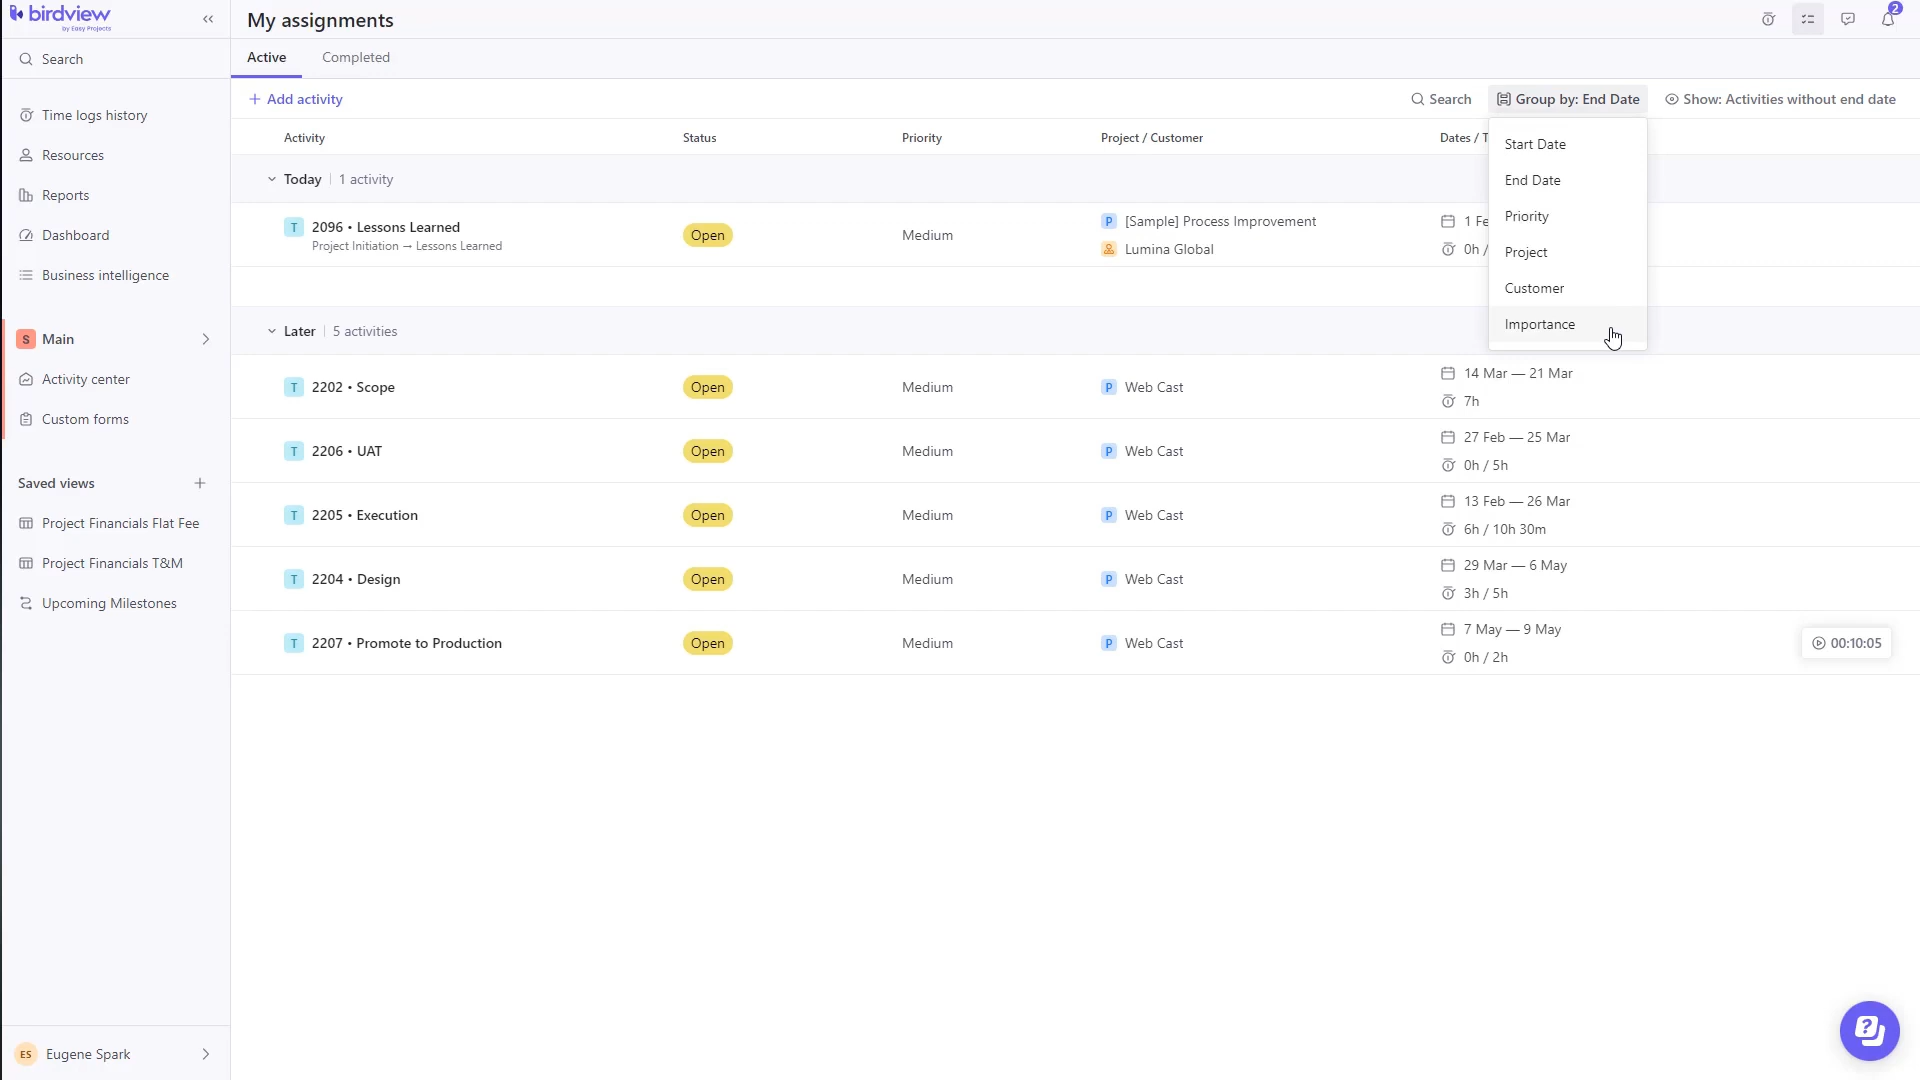 birdview
by Easy Projects
My assignments
2
Search
Active
Completed
Add activity
Search
Group by: End Date
Show: Activities without end date
Time logs history
Resources
Reports
Dashboard
Business intelligence
S Main
Activity center
Custom forms
Saved views
Project Financials Flat Fee
Project Financials T&M
Upcoming Milestones
ES Eugene Spark
Activity
Status
Priority
Project / Customer
Dates / T
Start Date
End Date
Priority
Project
Customer
Importance
Today 1 activity
T 2096 • Lessons Learned
Project Initiation → Lessons Learned
Open
Medium
P [Sample] Process Improvement
Lumina Global
1 Fe
0h /
Later 5 activities
T 2202 • Scope
Open
Medium
P Web Cast
14 Mar — 21 Mar
7h
T 2206 • UAT
Open
Medium
P Web Cast
27 Feb — 25 Mar
0h / 5h
T 2205 • Execution
Open
Medium
P Web Cast
13 Feb — 26 Mar
6h / 10h 30m
T 2204 • Design
Open
Medium
P Web Cast
29 Mar — 6 May
3h / 5h
T 2207 • Promote to Production
Open
Medium
P Web Cast
7 May — 9 May
0h / 2h
00:10:05
?